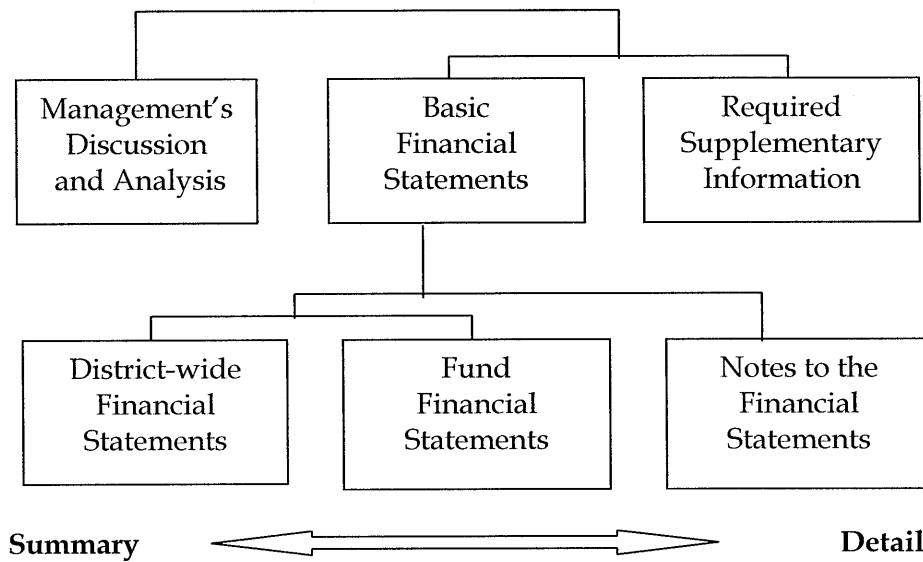 Management's
Discussion
and Analysis
Basic
Financial
Statements
Required
Supplementary
Information
District-wide
Financial
Statements
Fund
Financial
Statements
Notes to the
Financial
Statements
Summary
Detail